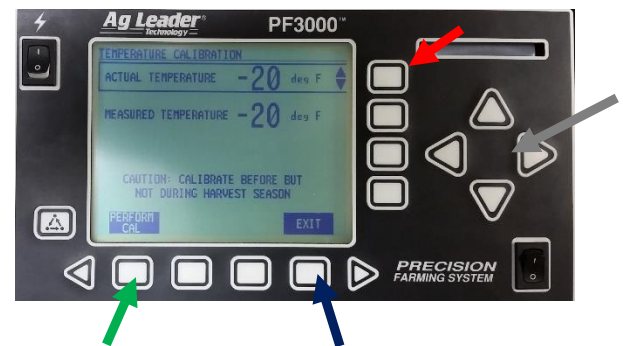 Ag Leader®
Technology
PF3000™
TEMPERATURE CALIBRATION
ACTUAL TEMPERATURE -20 deg F
MEASURED TEMPERATURE -20 deg F
CAUTION: CALIBRATE BEFORE BUT
NOT DURING HARVEST SEASON
PERFORM
CAL
EXIT
PRECISION
FARMING SYSTEM